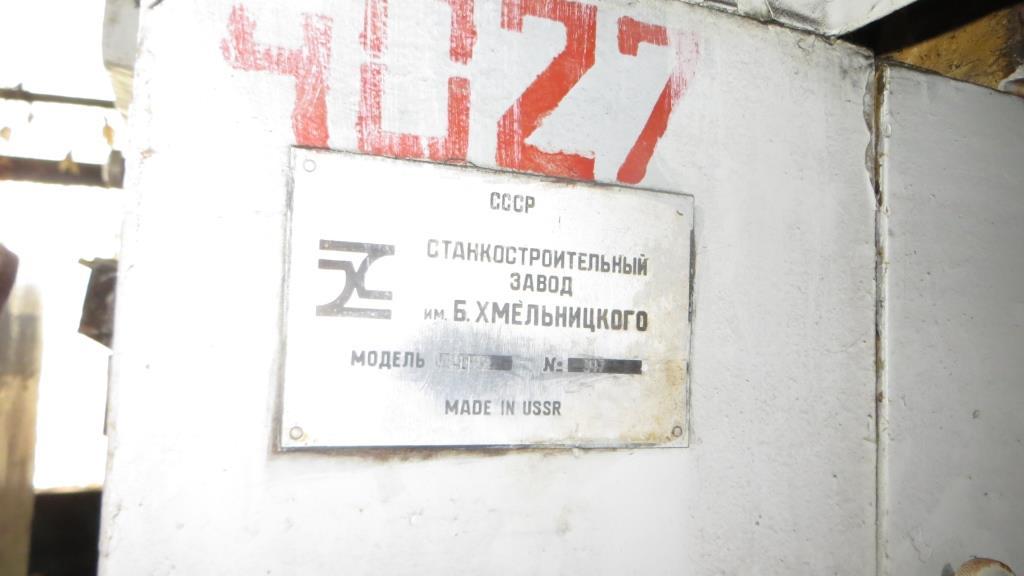 4027
СССР
СТАНКОСТРОИТЕЛЬНЫЙ
ЗАВОД
им. Б. ХМЕЛЬНИЦКОГО
МОДЕЛЬ №
MADE IN USSR